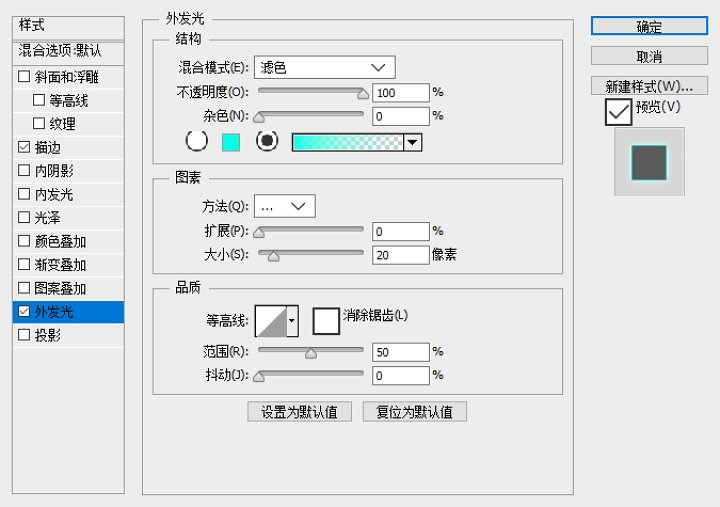 样式
混合选项:默认
斜面和浮雕
等高线
纹理
描边
内阴影
内发光
光泽
颜色叠加
渐变叠加
图案叠加
外发光
投影
外发光
结构
混合模式(E): 滤色
不透明度(O): 100 %
杂色(N): 0 %
图素
方法(Q): ...
扩展(P): 0 %
大小(S): 20 像素
品质
等高线: 消除锯齿(L)
范围(R): 50 %
抖动(J): 0 %
设置为默认值 复位为默认值
确定
取消
新建样式(W)...
预览(V)